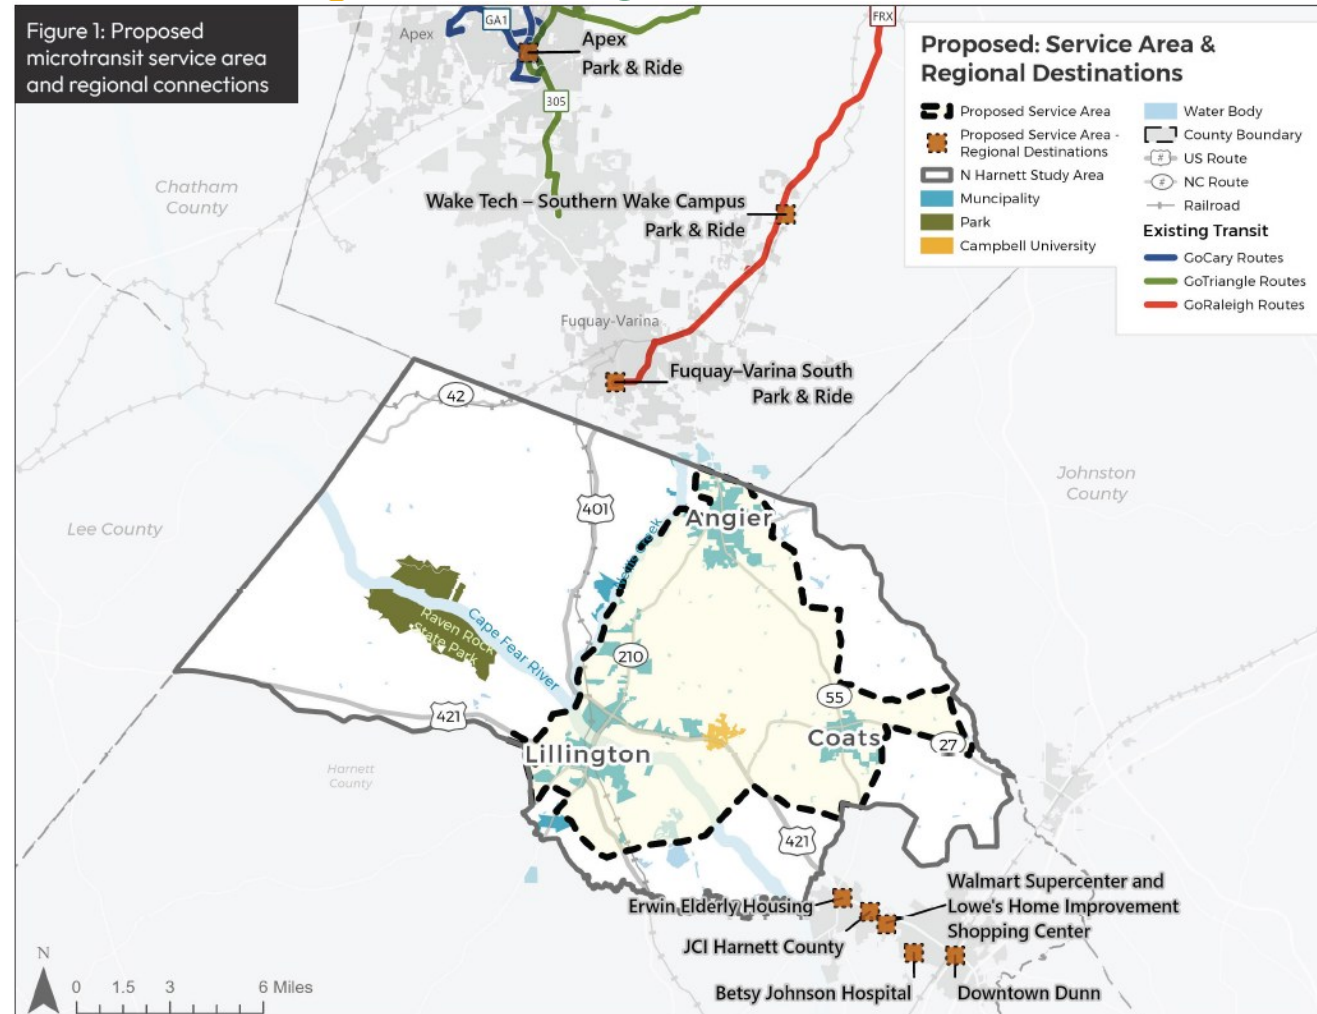 Figure 1: Proposed
microtransit service area
and regional connections
Proposed: Service Area &
Regional Destinations
Proposed Service Area
Proposed Service Area -
Regional Destinations
N Harnett Study Area
Muncipality
Park
Campbell University
Water Body
County Boundary
# US Route
# NC Route
Railroad
Existing Transit
GoCary Routes
GoTriangle Routes
GoRaleigh Routes
GA1
FRX
Apex
Apex
Park & Ride
305
Chatham
County
Wake Tech – Southern Wake Campus
Park & Ride
Fuquay-Varina
Fuquay–Varina South
Park & Ride
42
Johnston
County
401
Angier
Lee County
Creek
Cape Fear River
Raven Rock
State Park
210
55
421
Coats
27
Lillington
Harnett
County
421
Walmart Supercenter and
Lowe's Home Improvement
Shopping Center
Erwin Elderly Housing
JCI Harnett County
Betsy Johnson Hospital
Downtown Dunn
N
0 1.5 3 6 Miles